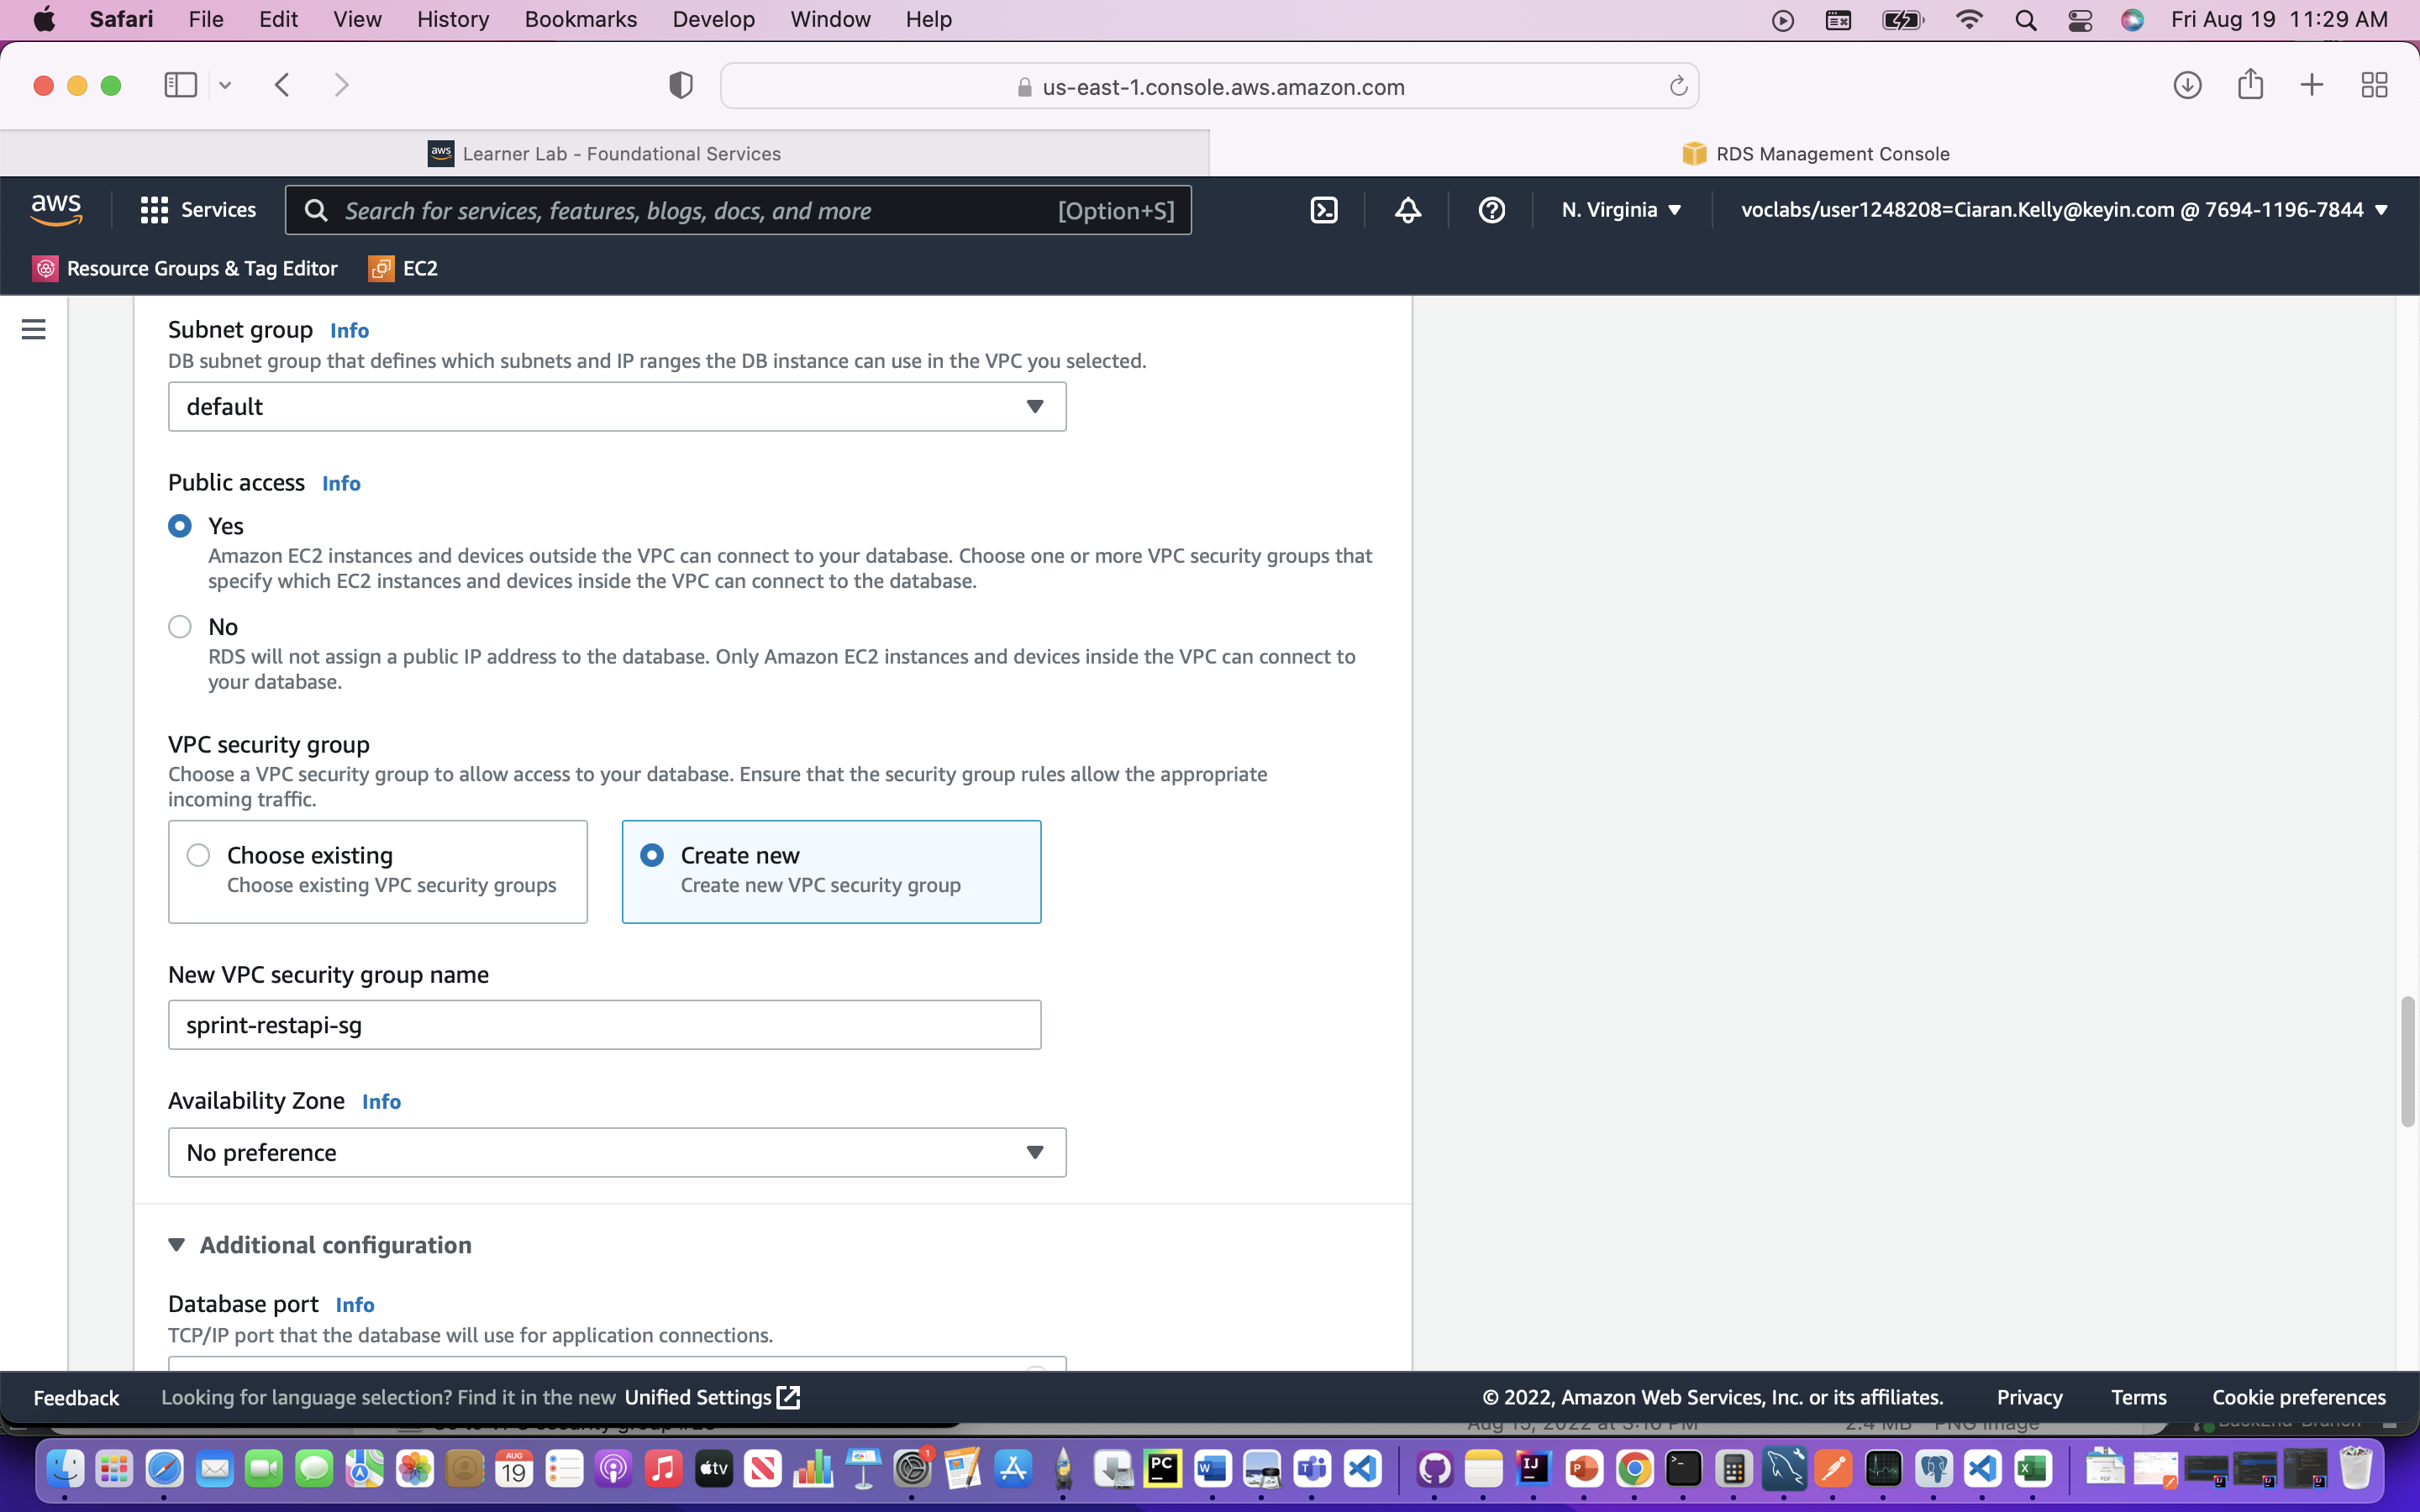 Safari File Edit View History Bookmarks Develop Window Help Fri Aug 19 11:29 AM
us-east-1.console.aws.amazon.com
aws Learner Lab - Foundational Services RDS Management Console
aws Services Search for services, features, blogs, docs, and more [Option+S] N. Virginia voclabs/user1248208=Ciaran.Kelly@keyin.com @ 7694-1196-7844
Resource Groups & Tag Editor EC2
Subnet group Info
DB subnet group that defines which subnets and IP ranges the DB instance can use in the VPC you selected.
default
Public access Info
Yes
Amazon EC2 instances and devices outside the VPC can connect to your database. Choose one or more VPC security groups that
specify which EC2 instances and devices inside the VPC can connect to the database.
No
RDS will not assign a public IP address to the database. Only Amazon EC2 instances and devices inside the VPC can connect to
your database.
VPC security group
Choose a VPC security group to allow access to your database. Ensure that the security group rules allow the appropriate
incoming traffic.
Choose existing
Choose existing VPC security groups
Create new
Create new VPC security group
New VPC security group name
sprint-restapi-sg
Availability Zone Info
No preference
Additional configuration
Database port Info
TCP/IP port that the database will use for application connections.
Feedback Looking for language selection? Find it in the new Unified Settings © 2022, Amazon Web Services, Inc. or its affiliates. Privacy Terms Cookie preferences
AUG
19
tv
1
PC
W
T
IJ
P
X
PDF